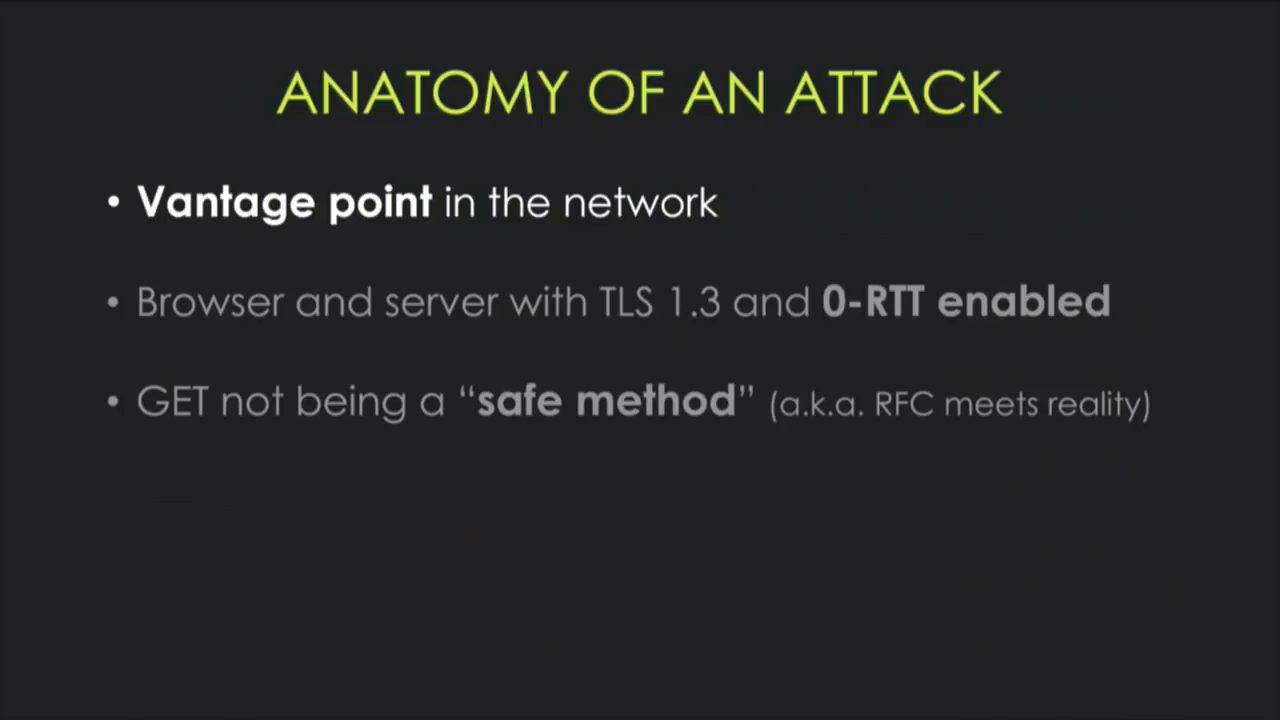 ANATOMY OF AN ATTACK
• Vantage point in the network
• Browser and server with TLS 1.3 and 0-RTT enabled
• GET not being a “safe method” (a.k.a. RFC meets reality)